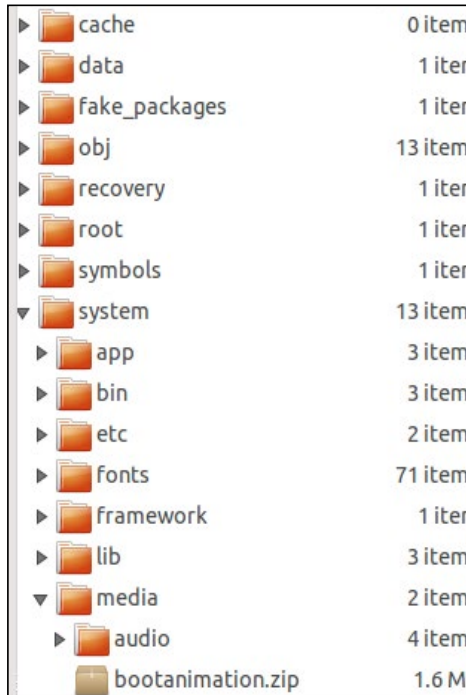 cache 0 item
data 1 iter
fake_packages 1 iter
obj 13 item
recovery 1 iter
root 1 iter
symbols 1 iter
system 13 item
app 3 item
bin 3 item
etc 2 item
fonts 71 item
framework 1 iter
lib 3 item
media 2 item
audio 4 item
bootanimation.zip 1.6 M